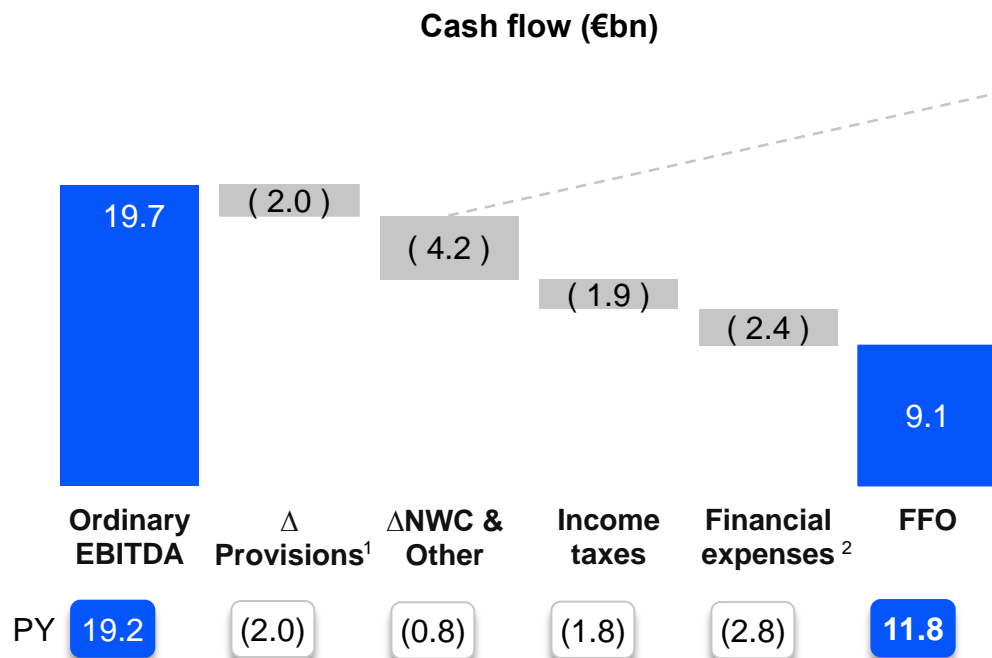 Cash flow (€bn)
19.7
( 2.0 )
( 4.2 )
( 1.9 )
( 2.4 )
9.1
Ordinary
EBITDA
∆
Provisions¹
∆NWC &
Other
Income
taxes
Financial
expenses ²
FFO
PY 19.2 (2.0) (0.8) (1.8) (2.8) 11.8